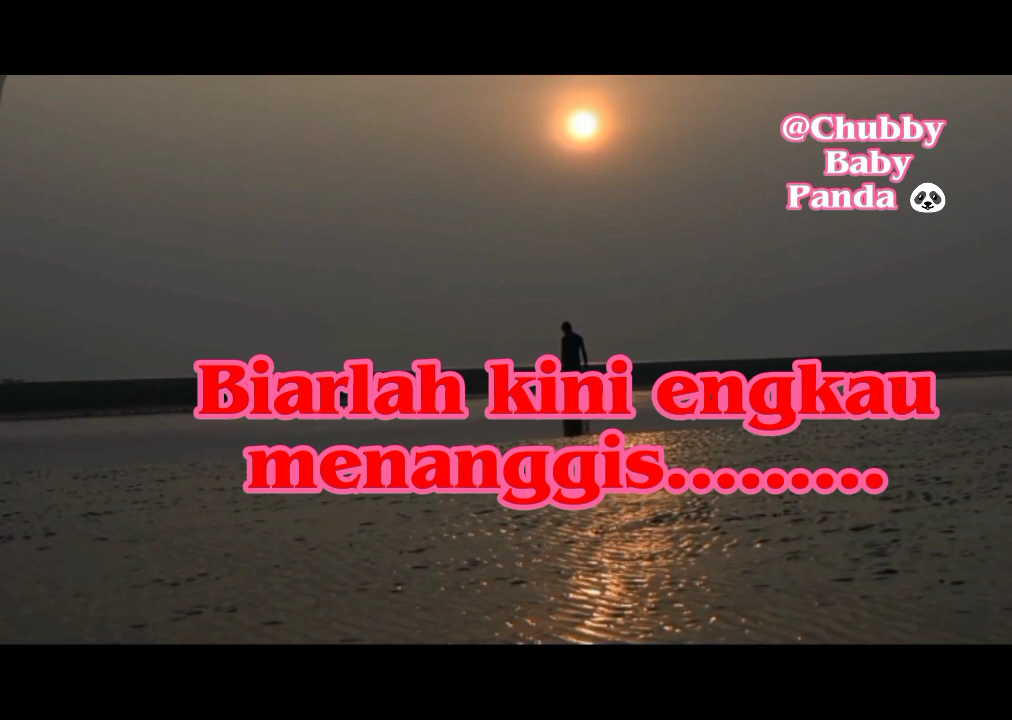 @Chubby
Baby
Panda 🐼
Biarlah kini engkau
menanggis.........